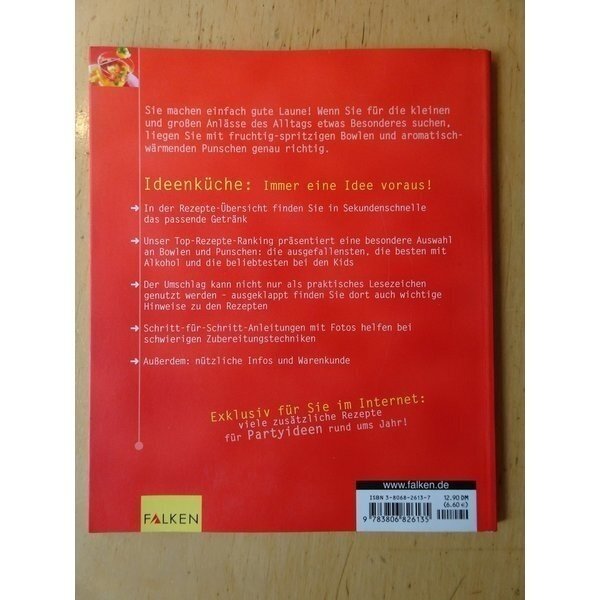 Sie machen einfach gute Laune! Wenn Sie für die kleinen
und großen Anlässe des Alltags etwas Besonderes suchen,
liegen Sie mit fruchtig-spritzigen Bowlen und aromatisch-
wärmenden Punschen genau richtig.
Ideenküche: Immer eine Idee voraus!
In der Rezepte-Übersicht finden Sie in Sekundenschnelle
das passende Getränk
Unser Top-Rezepte-Ranking präsentiert eine besondere Auswahl
an Bowlen und Punschen: die ausgefallensten, die besten mit
Alkohol und die beliebtesten bei den Kids
Der Umschlag kann nicht nur als praktisches Lesezeichen
genutzt werden - ausgeklappt finden Sie dort auch wichtige
Hinweise zu den Rezepten
Schritt-für-Schritt-Anleitungen mit Fotos helfen bei
schwierigen Zubereitungstechniken
Außerdem: nützliche Infos und Warenkunde
Exklusiv für Sie im Internet:
viele zusätzliche Rezepte
für Partyideen rund ums Jahr!
www.falken.de
ISBN 3-8068-2613-7 12.90 DM
(6.60 €)
9 783806 826135
FALKEN